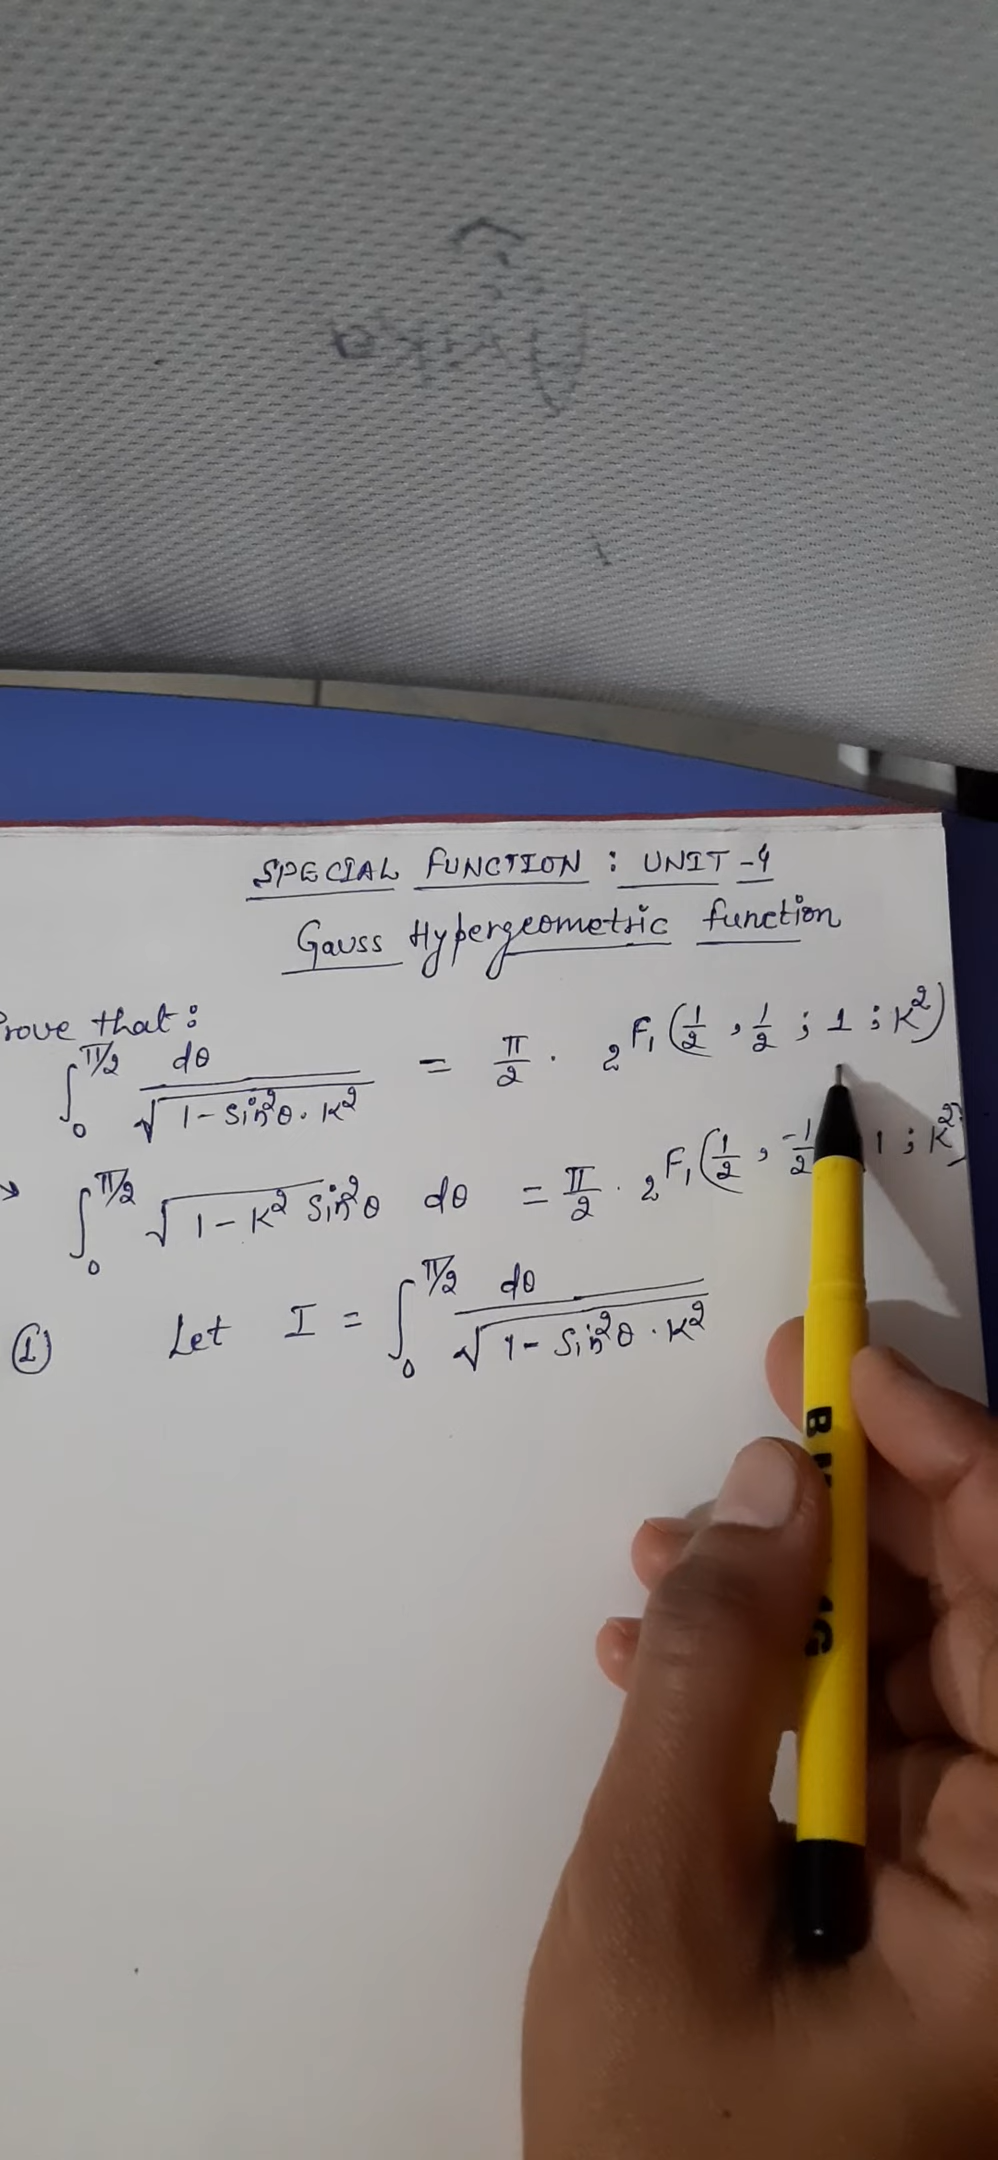 SPECIAL FUNCTION : UNIT -4
Gauss Hypergeometric function
Prove that :
∫₀^{π/2} dθ / √(1 - Sin²θ · K²) = π/2 · ₂F₁(1/2 , 1/2 ; 1 ; K²)
→ ∫₀^{π/2} √(1 - K² Sin²θ) dθ = π/2 · ₂F₁(1/2 , -1/2 1 ; K²)
① Let I = ∫₀^{π/2} dθ / √(1 - Sin²θ · K²)